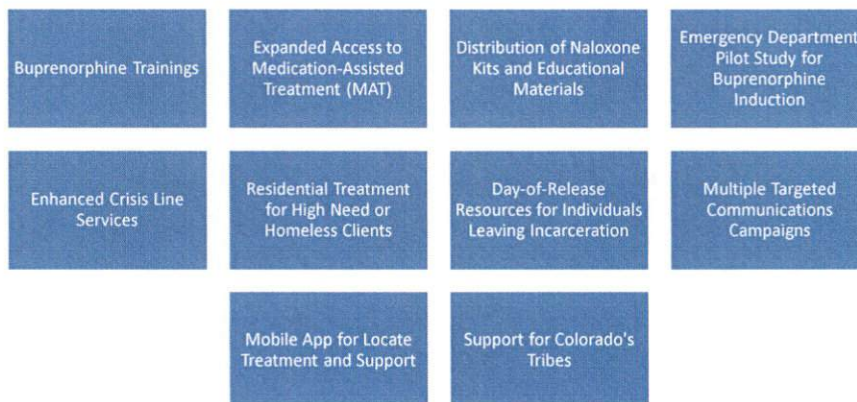 Buprenorphine Trainings
Expanded Access to
Medication-Assisted
Treatment (MAT)
Distribution of Naloxone
Kits and Educational
Materials
Emergency Department
Pilot Study for
Buprenorphine
Induction
Enhanced Crisis Line
Services
Residential Treatment
for High Need or
Homeless Clients
Day-of-Release
Resources for Individuals
Leaving Incarceration
Multiple Targeted
Communications
Campaigns
Mobile App for Locate
Treatment and Support
Support for Colorado's
Tribes